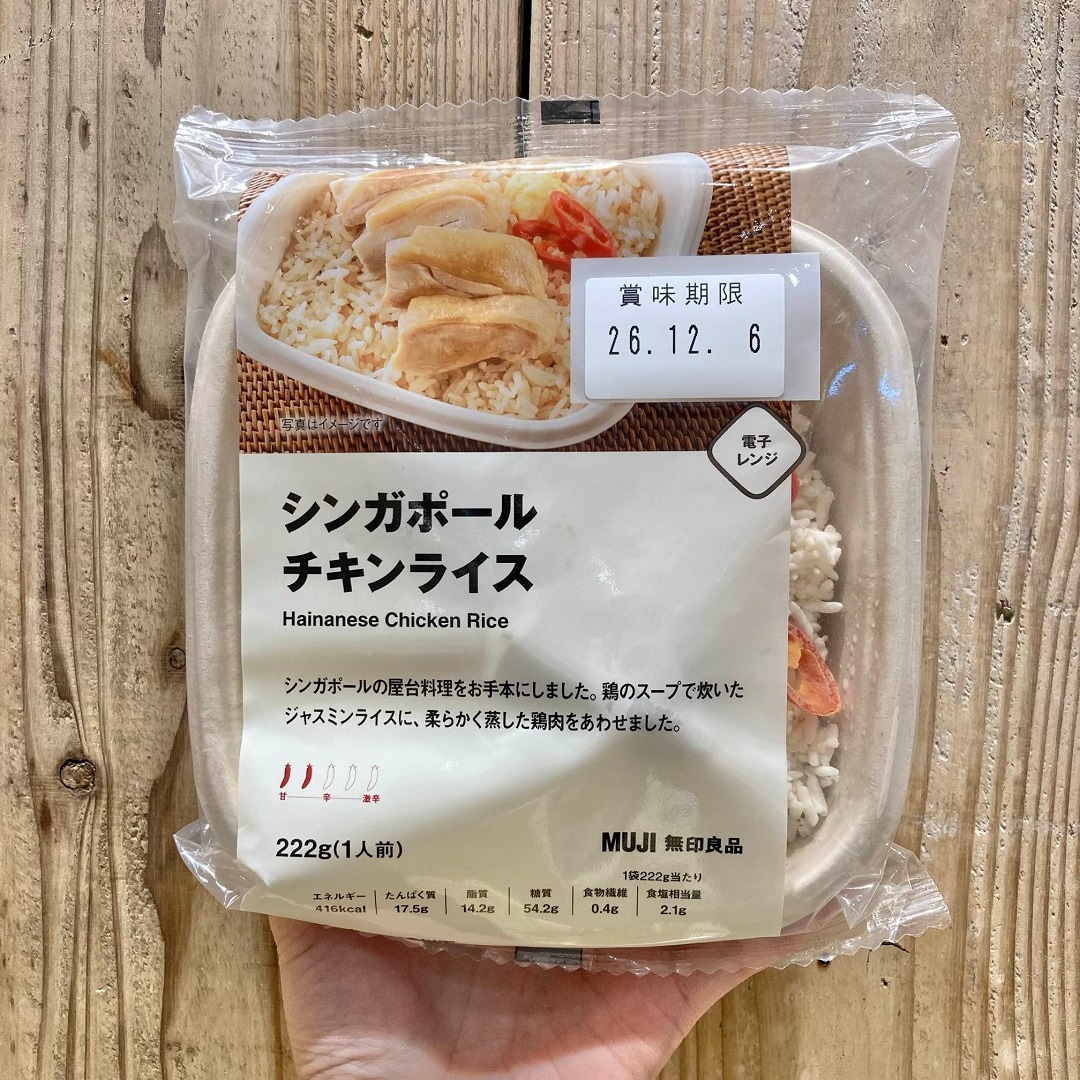 賞味期限
26.12. 6
写真はイメージです
電子
レンジ
シンガポール
チキンライス
Hainanese Chicken Rice
シンガポールの屋台料理をお手本にしました。鶏のスープで炊いた
ジャスミンライスに、柔らかく蒸した鶏肉をあわせました。
甘 辛 激辛
222g(1人前)
MUJI 無印良品
1袋222g当たり
エネルギー たんぱく質 脂質 糖質 食物繊維 食塩相当量
416kcal 17.5g 14.2g 54.2g 0.4g 2.1g